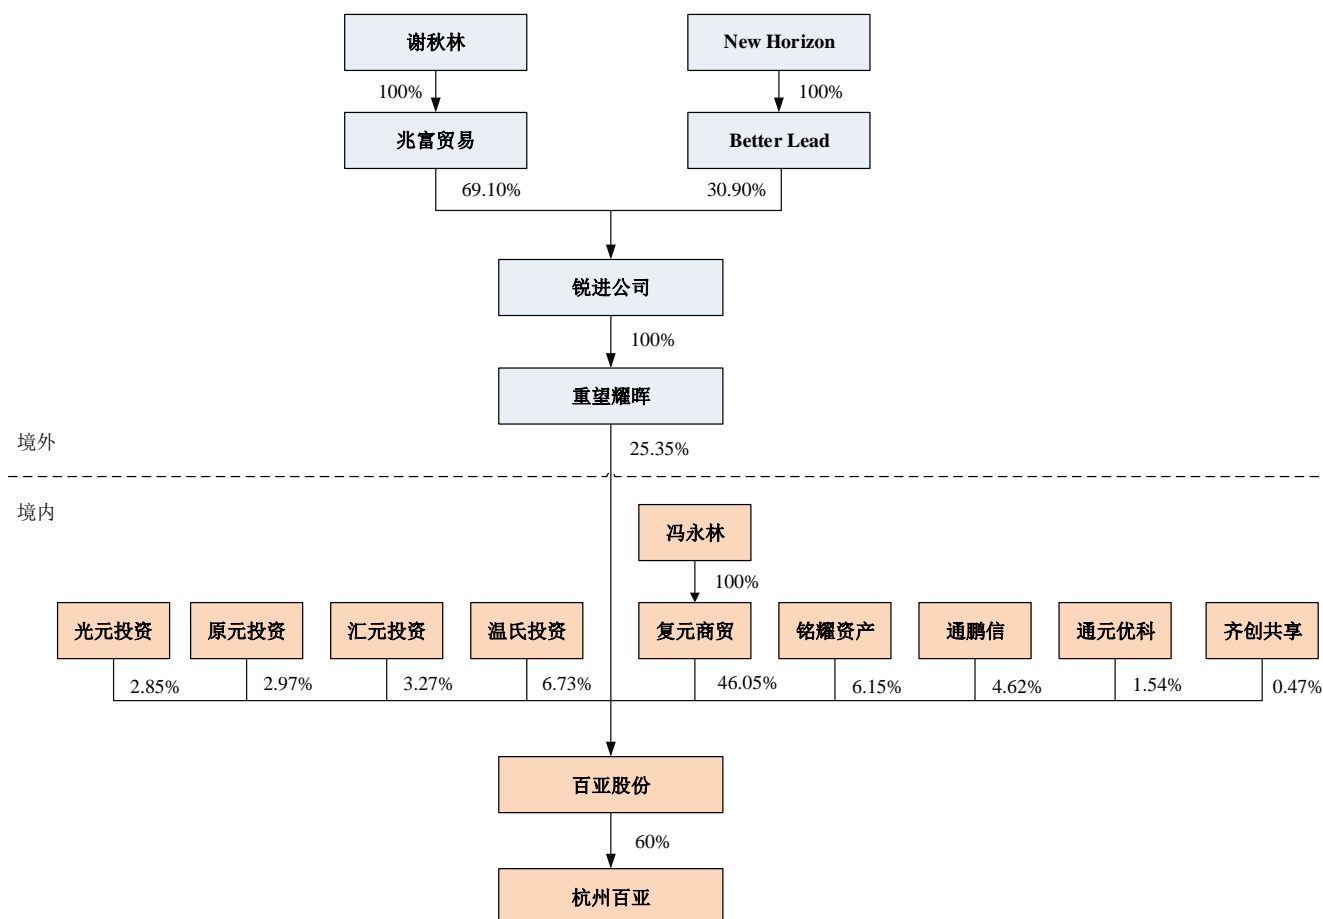 谢秋林
New Horizon
100%
100%
兆富贸易
Better Lead
69.10%
30.90%
锐进公司
100%
重望耀晖
境外
25.35%
境内
冯永林
100%
光元投资
原元投资
汇元投资
温氏投资
复元商贸
铭耀资产
通鹏信
通元优科
齐创共享
2.85%
2.97%
3.27%
6.73%
46.05%
6.15%
4.62%
1.54%
0.47%
百亚股份
60%
杭州百亚